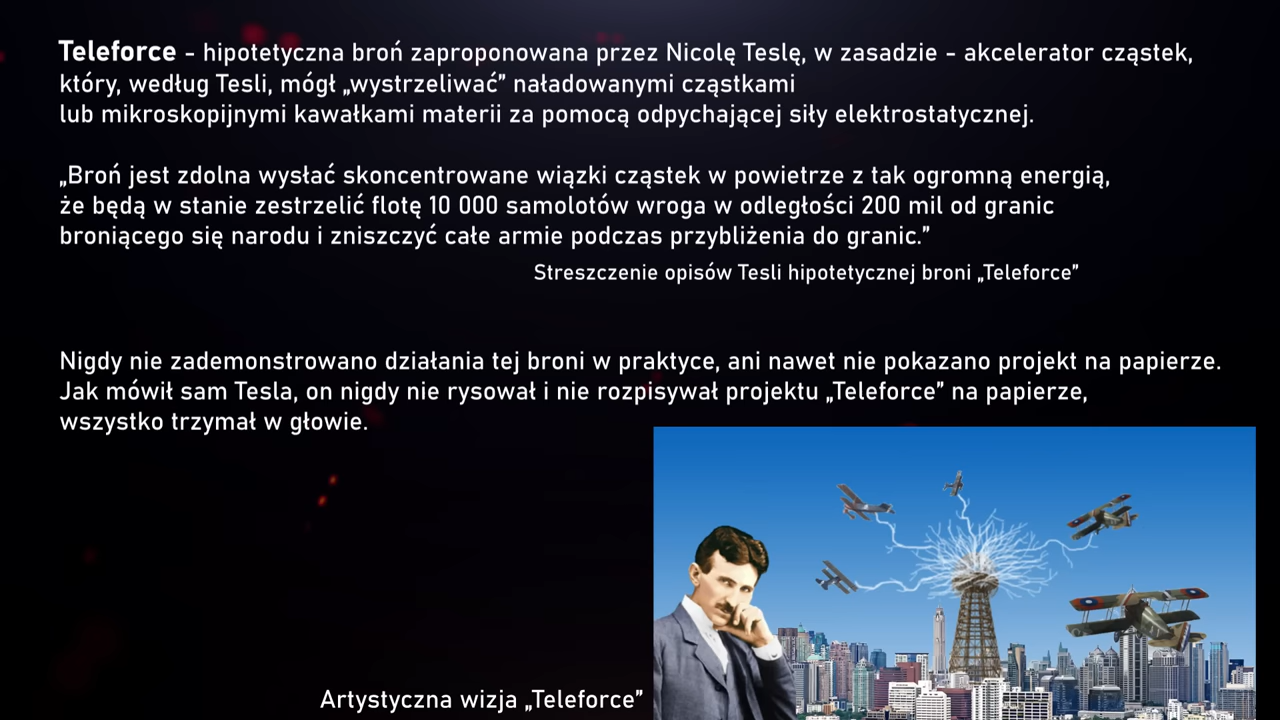 Teleforce - hipotetyczna broń zaproponowana przez Nicolę Teslę, w zasadzie - akcelerator cząstek,
który, według Tesli, mógł „wystrzeliwać” naładowanymi cząstkami
lub mikroskopijnymi kawałkami materii za pomocą odpychającej siły elektrostatycznej.
„Broń jest zdolna wysłać skoncentrowane wiązki cząstek w powietrze z tak ogromną energią,
że będą w stanie zestrzelić flotę 10 000 samolotów wroga w odległości 200 mil od granic
broniącego się narodu i zniszczyć całe armie podczas przybliżenia do granic.”
Streszczenie opisów Tesli hipotetycznej broni „Teleforce”
Nigdy nie zademonstrowano działania tej broni w praktyce, ani nawet nie pokazano projekt na papierze.
Jak mówił sam Tesla, on nigdy nie rysował i nie rozpisywał projektu „Teleforce” na papierze,
wszystko trzymał w głowie.
Artystyczna wizja „Teleforce”